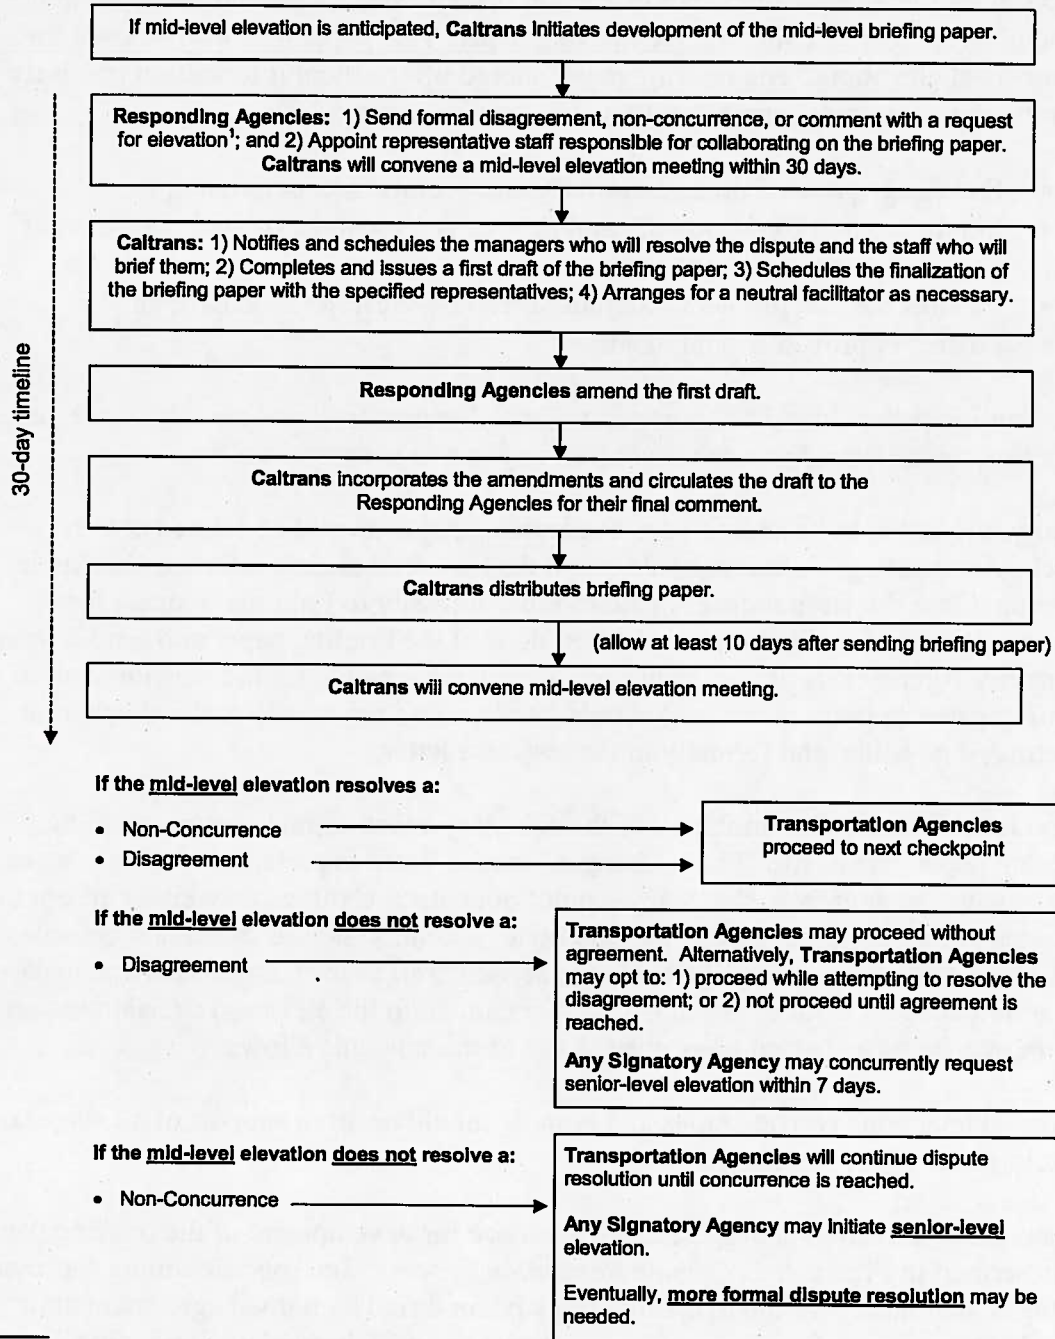 If mid-level elevation is anticipated, Caltrans initiates development of the mid-level briefing paper.
Responding Agencies: 1) Send formal disagreement, non-concurrence, or comment with a request
for elevation¹; and 2) Appoint representative staff responsible for collaborating on the briefing paper.
Caltrans will convene a mid-level elevation meeting within 30 days.
Caltrans: 1) Notifies and schedules the managers who will resolve the dispute and the staff who will
brief them; 2) Completes and issues a first draft of the briefing paper; 3) Schedules the finalization of
the briefing paper with the specified representatives; 4) Arranges for a neutral facilitator as necessary.
30-day timeline
Responding Agencies amend the first draft.
Caltrans incorporates the amendments and circulates the draft to the
Responding Agencies for their final comment.
Caltrans distributes briefing paper.
(allow at least 10 days after sending briefing paper)
Caltrans will convene mid-level elevation meeting.
If the mid-level elevation resolves a:
• Non-Concurrence
• Disagreement
Transportation Agencies
proceed to next checkpoint
If the mid-level elevation does not resolve a:
• Disagreement
Transportation Agencies may proceed without
agreement. Alternatively, Transportation Agencies
may opt to: 1) proceed while attempting to resolve the
disagreement; or 2) not proceed until agreement is
reached.
Any Signatory Agency may concurrently request
senior-level elevation within 7 days.
If the mid-level elevation does not resolve a:
• Non-Concurrence
Transportation Agencies will continue dispute
resolution until concurrence is reached.
Any Signatory Agency may initiate senior-level
elevation.
Eventually, more formal dispute resolution may be
needed.